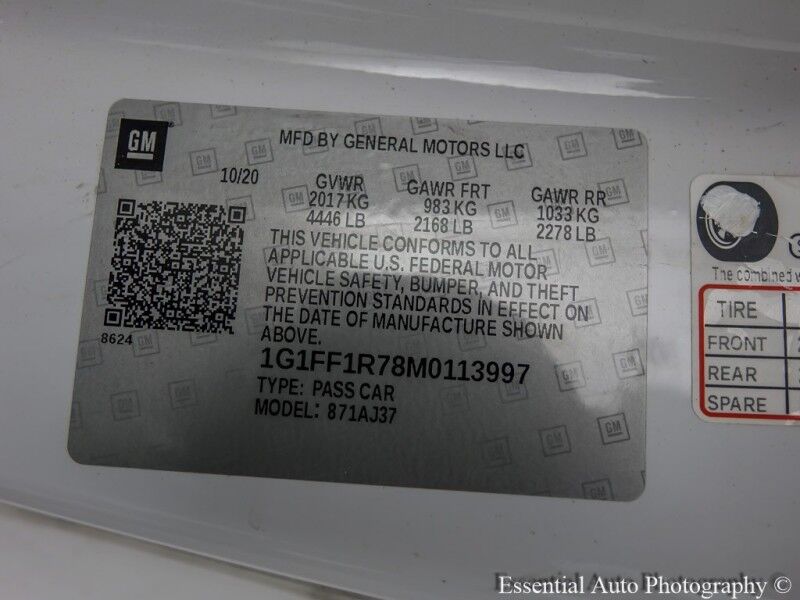 GM
MFD BY GENERAL MOTORS LLC
10/20
GVWR GAWR FRT GAWR RR
2017 KG 983 KG 1033 KG
4446 LB 2168 LB 2278 LB
THIS VEHICLE CONFORMS TO ALL
APPLICABLE U.S. FEDERAL MOTOR
VEHICLE SAFETY, BUMPER, AND THEFT
PREVENTION STANDARDS IN EFFECT ON
THE DATE OF MANUFACTURE SHOWN
ABOVE.
8624
1G1FF1R78M0113997
TYPE: PASS CAR
MODEL: 871AJ37
The combined
TIRE
FRONT
REAR
SPARE
Essential Auto Photography ©